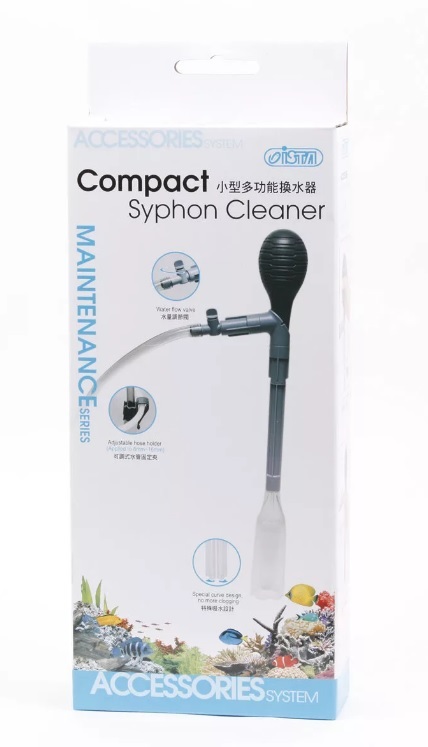 ACCESSORIES SYSTEM
ISTA
Compact 小型多功能換水器
Syphon Cleaner
MAINTENANCE SERIES
Water flow valve
水量調節閥
Adjustable hose holder
可調式水管固定夾
Special curve design,
no more clogging
特殊吸水設計
ACCESSORIES SYSTEM